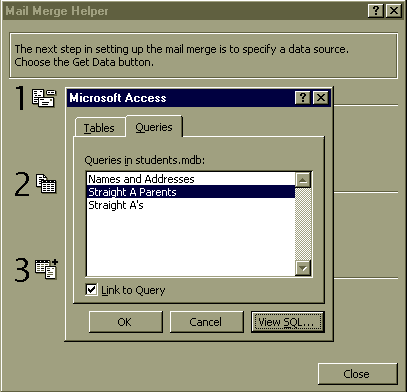 Mail Merge Helper
The next step in setting up the mail merge is to specify a data source.
Choose the Get Data button.
1
Microsoft Access
Tables Queries
Queries in students.mdb:
Names and Addresses
Straight A Parents
Straight A's
2
3
Link to Query
OK Cancel View SQL...
Close